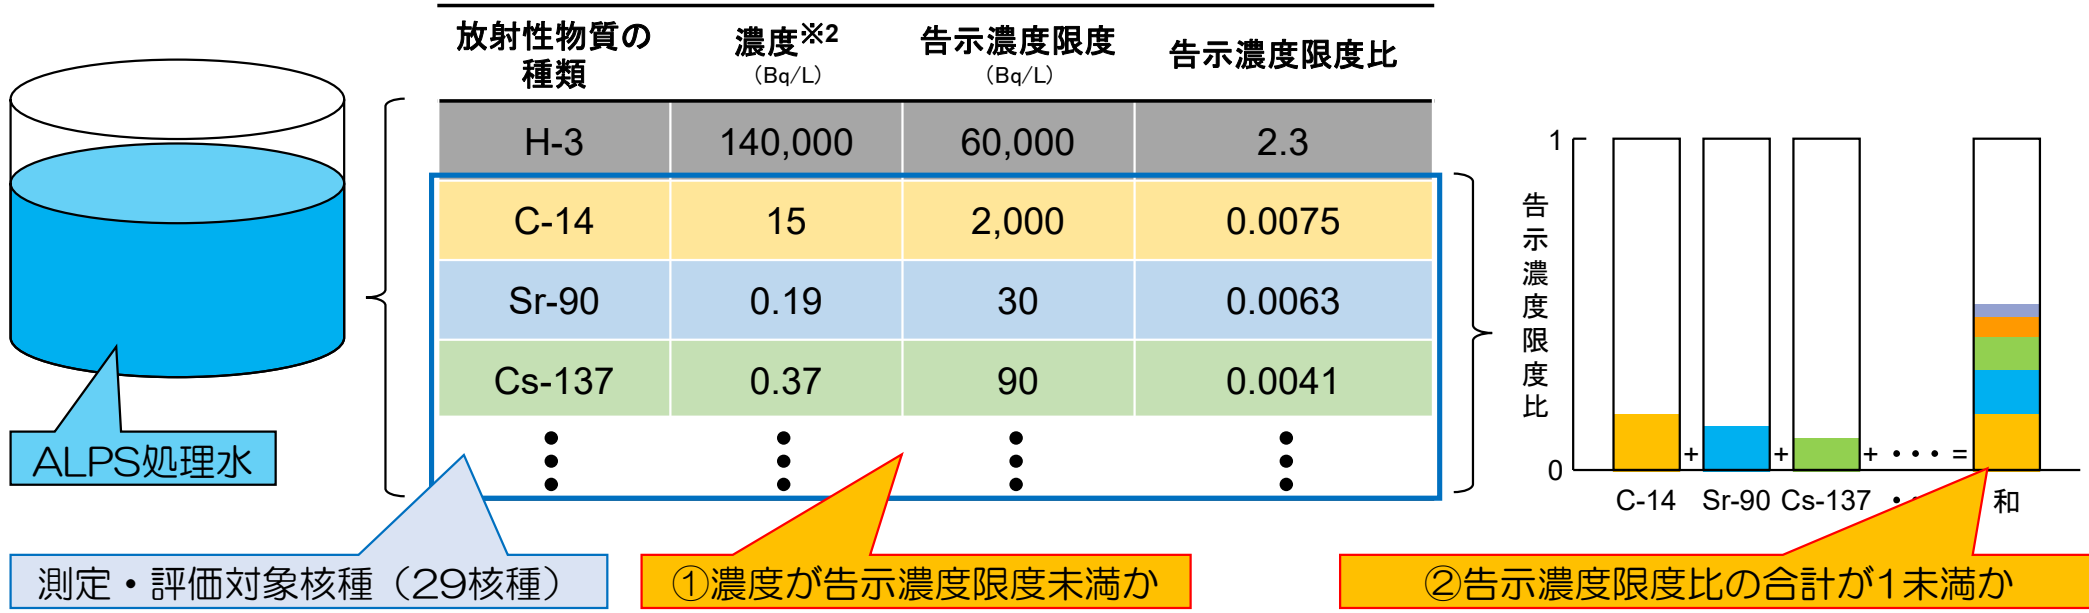 放射性物質の
種類
濃度※2
（Bq/L）
告示濃度限度
（Bq/L）
告示濃度限度比
H-3 140,000 60,000 2.3
C-14 15 2,000 0.0075
Sr-90 0.19 30 0.0063
Cs-137 0.37 90 0.0041
ALPS処理水
測定・評価対象核種（29核種）
①濃度が告示濃度限度未満か
告示濃度限度比
1
0
+ + + ・・・ =
C-14 Sr-90 Cs-137 ・ 和
②告示濃度限度比の合計が1未満か